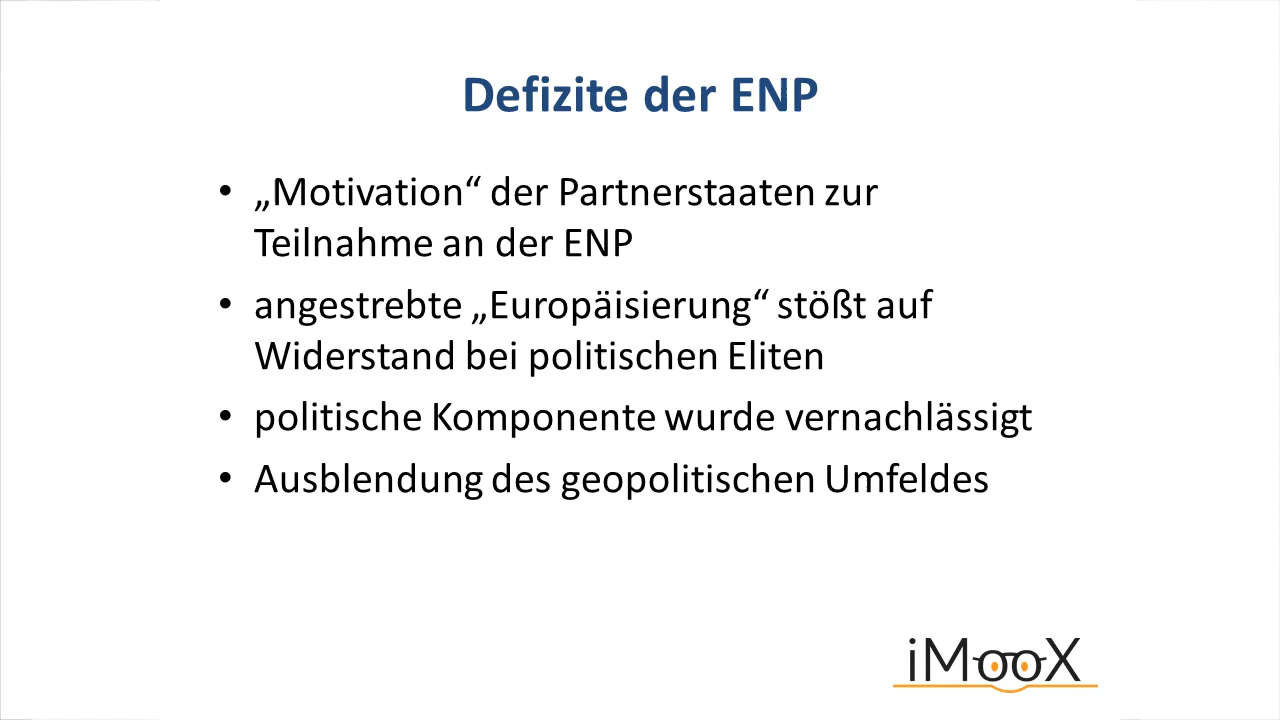 Defizite der ENP
• „Motivation“ der Partnerstaaten zur
Teilnahme an der ENP
• angestrebte „Europäisierung“ stößt auf
Widerstand bei politischen Eliten
• politische Komponente wurde vernachlässigt
• Ausblendung des geopolitischen Umfeldes
iMooX